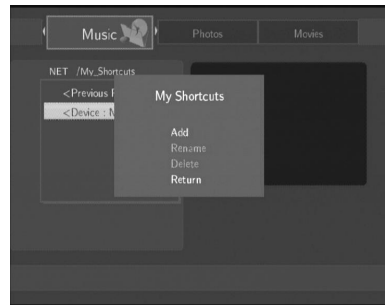 Music
Photos
Movies
NET /My_Shortcuts
<Previous
<Device :
My Shortcuts
Add
Rename
Delete
Return